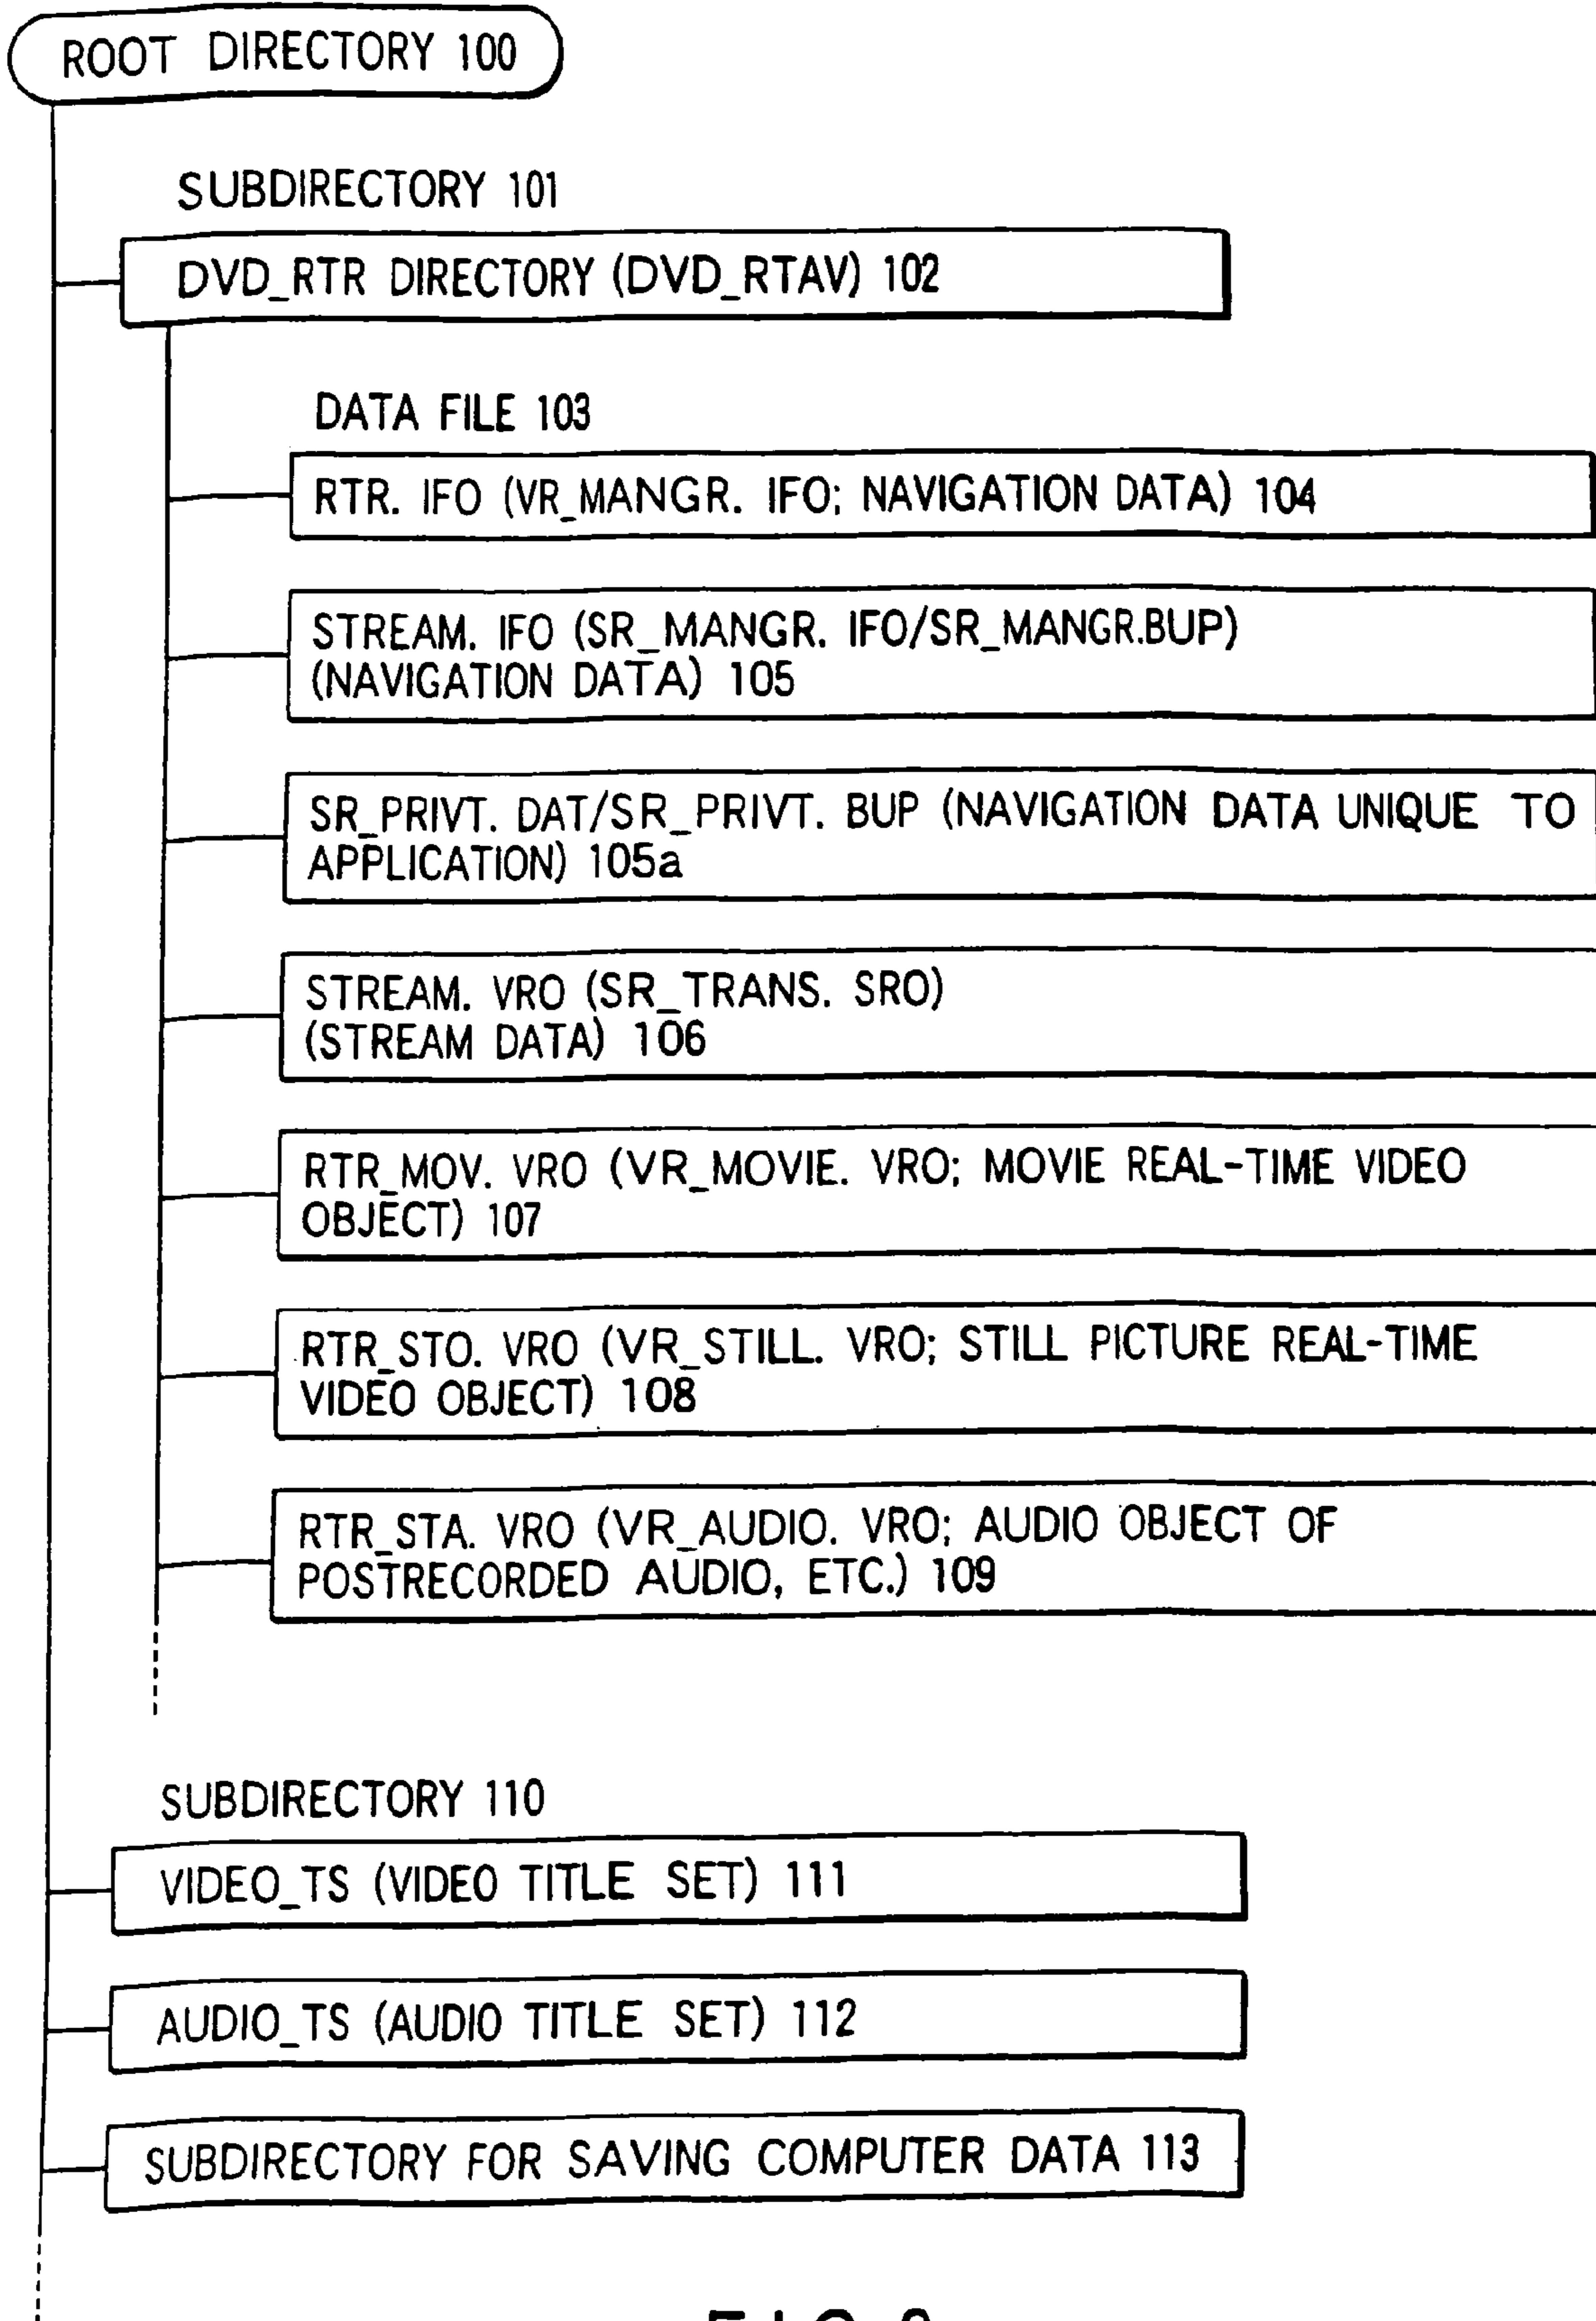 ROOT DIRECTORY 100
SUBDIRECTORY 101
DVD_RTR DIRECTORY (DVD_RTAV) 102
DATA FILE 103
RTR. IFO (VR_MANGR. IFO; NAVIGATION DATA) 104
STREAM. IFO (SR_MANGR. IFO/SR_MANGR.BUP)
(NAVIGATION DATA) 105
SR_PRIVT. DAT/SR_PRIVT. BUP (NAVIGATION DATA UNIQUE TO
APPLICATION) 105a
STREAM. VRO (SR_TRANS. SRO)
(STREAM DATA) 106
RTR_MOV. VRO (VR_MOVIE. VRO; MOVIE REAL-TIME VIDEO
OBJECT) 107
RTR_STO. VRO (VR_STILL. VRO; STILL PICTURE REAL-TIME
VIDEO OBJECT) 108
RTR_STA. VRO (VR_AUDIO. VRO; AUDIO OBJECT OF
POSTRECORDED AUDIO, ETC.) 109
SUBDIRECTORY 110
VIDEO_TS (VIDEO TITLE SET) 111
AUDIO_TS (AUDIO TITLE SET) 112
SUBDIRECTORY FOR SAVING COMPUTER DATA 113